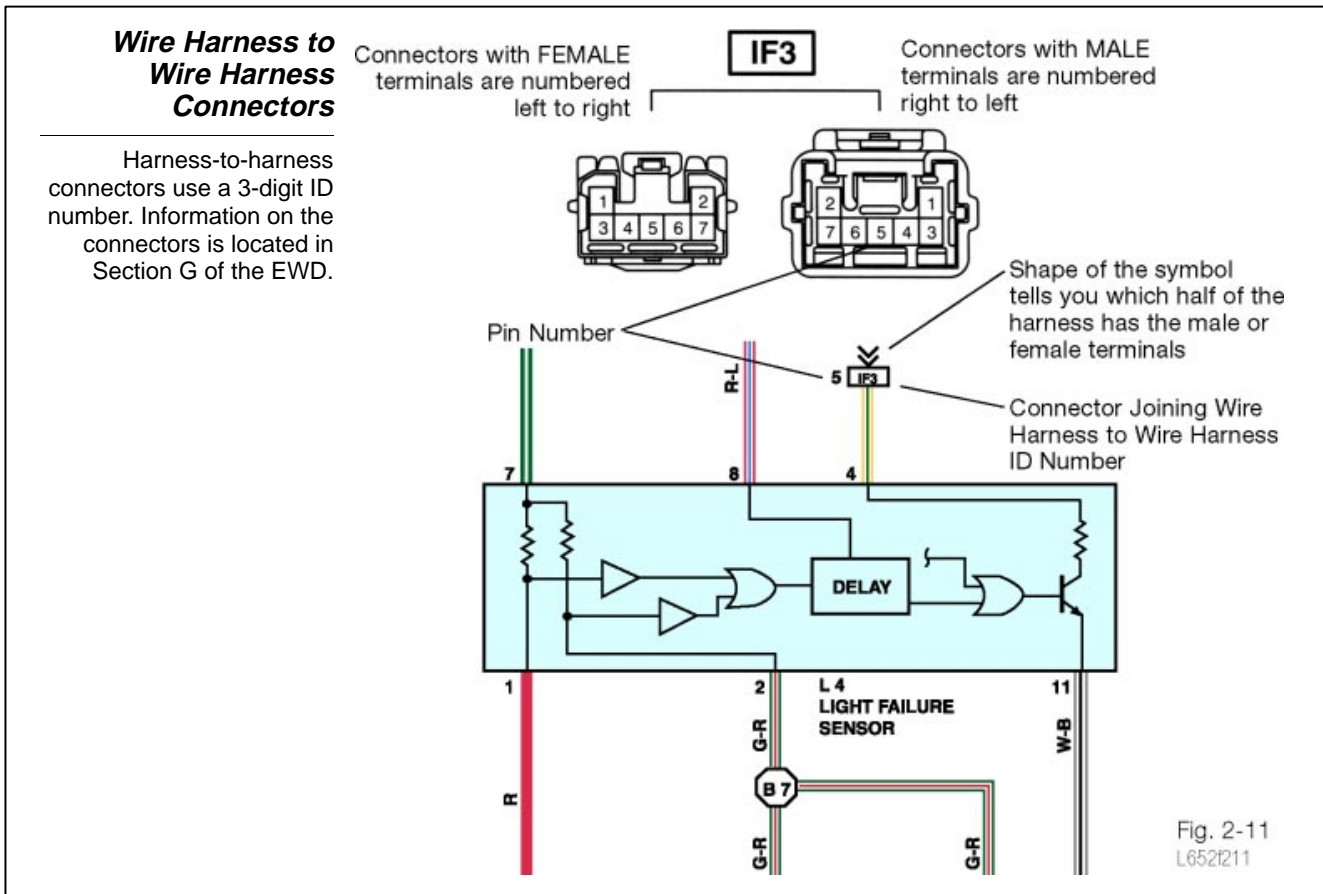 Wire Harness to
Wire Harness
Connectors
Harness-to-harness
connectors use a 3-digit ID
number. Information on the
connectors is located in
Section G of the EWD.
Connectors with FEMALE
terminals are numbered
left to right
IF3
Connectors with MALE
terminals are numbered
right to left
1 2
3 4 5 6 7
2 1
7 6 5 4 3
Shape of the symbol
tells you which half of the
harness has the male or
female terminals
Pin Number
R-L
5 IF3
Connector Joining Wire
Harness to Wire Harness
ID Number
7 8 4
DELAY
1 2 L 4 11
LIGHT FAILURE
SENSOR
G-R
W-B
R
B 7
G-R
G-R
Fig. 2-11
L652f211